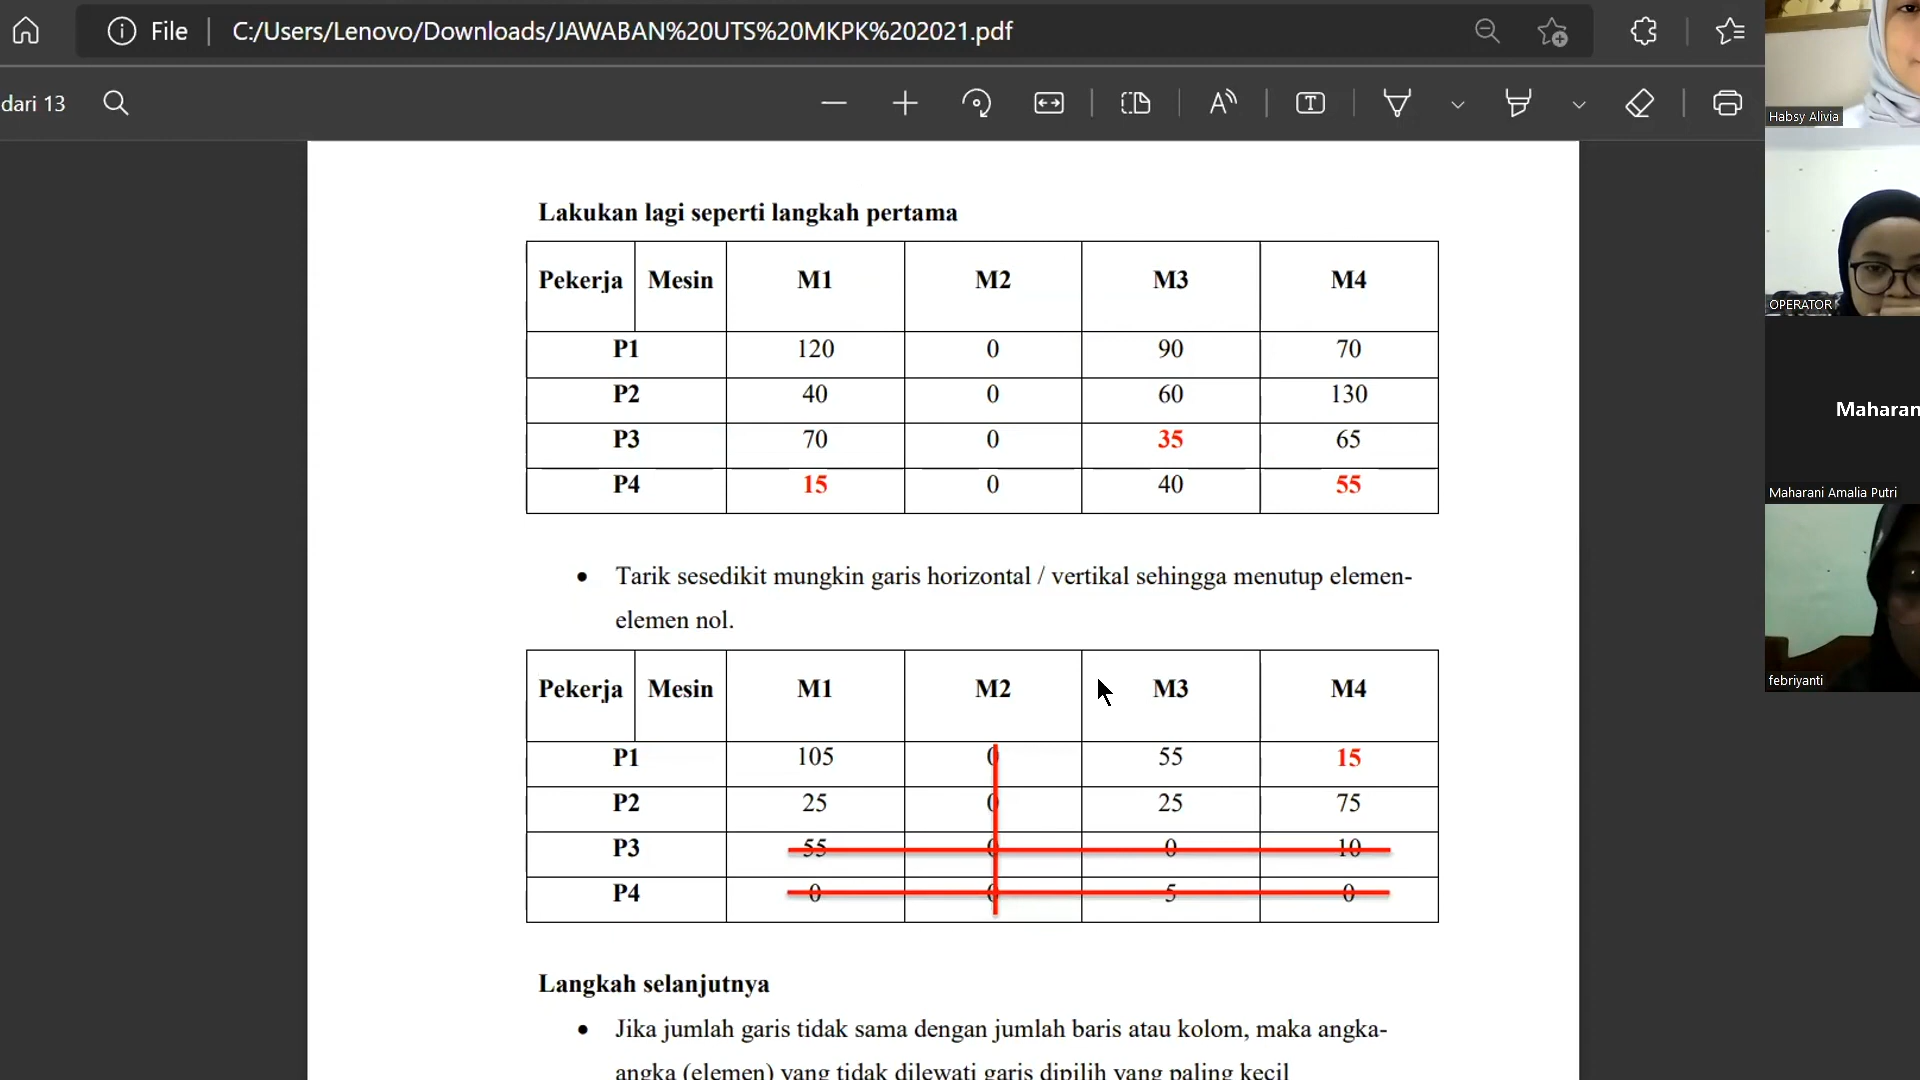 File C:/Users/Lenovo/Downloads/JAWABAN%20UTS%20MKPK%202021.pdf
dari 13
Habsy Alivia
OPERATOR
Maharan
Maharani Amalia Putri
febriyanti
Lakukan lagi seperti langkah pertama
Pekerja Mesin M1 M2 M3 M4
P1 120 0 90 70
P2 40 0 60 130
P3 70 0 35 65
P4 15 0 40 55
• Tarik sesedikit mungkin garis horizontal / vertikal sehingga menutup elemen-
elemen nol.
Pekerja Mesin M1 M2 M3 M4
P1 105 0 55 15
P2 25 0 25 75
P3 55 0 0 10
P4 0 0 5 0
Langkah selanjutnya
• Jika jumlah garis tidak sama dengan jumlah baris atau kolom, maka angka-
angka (elemen) yang tidak dilewati garis dipilih yang paling kecil